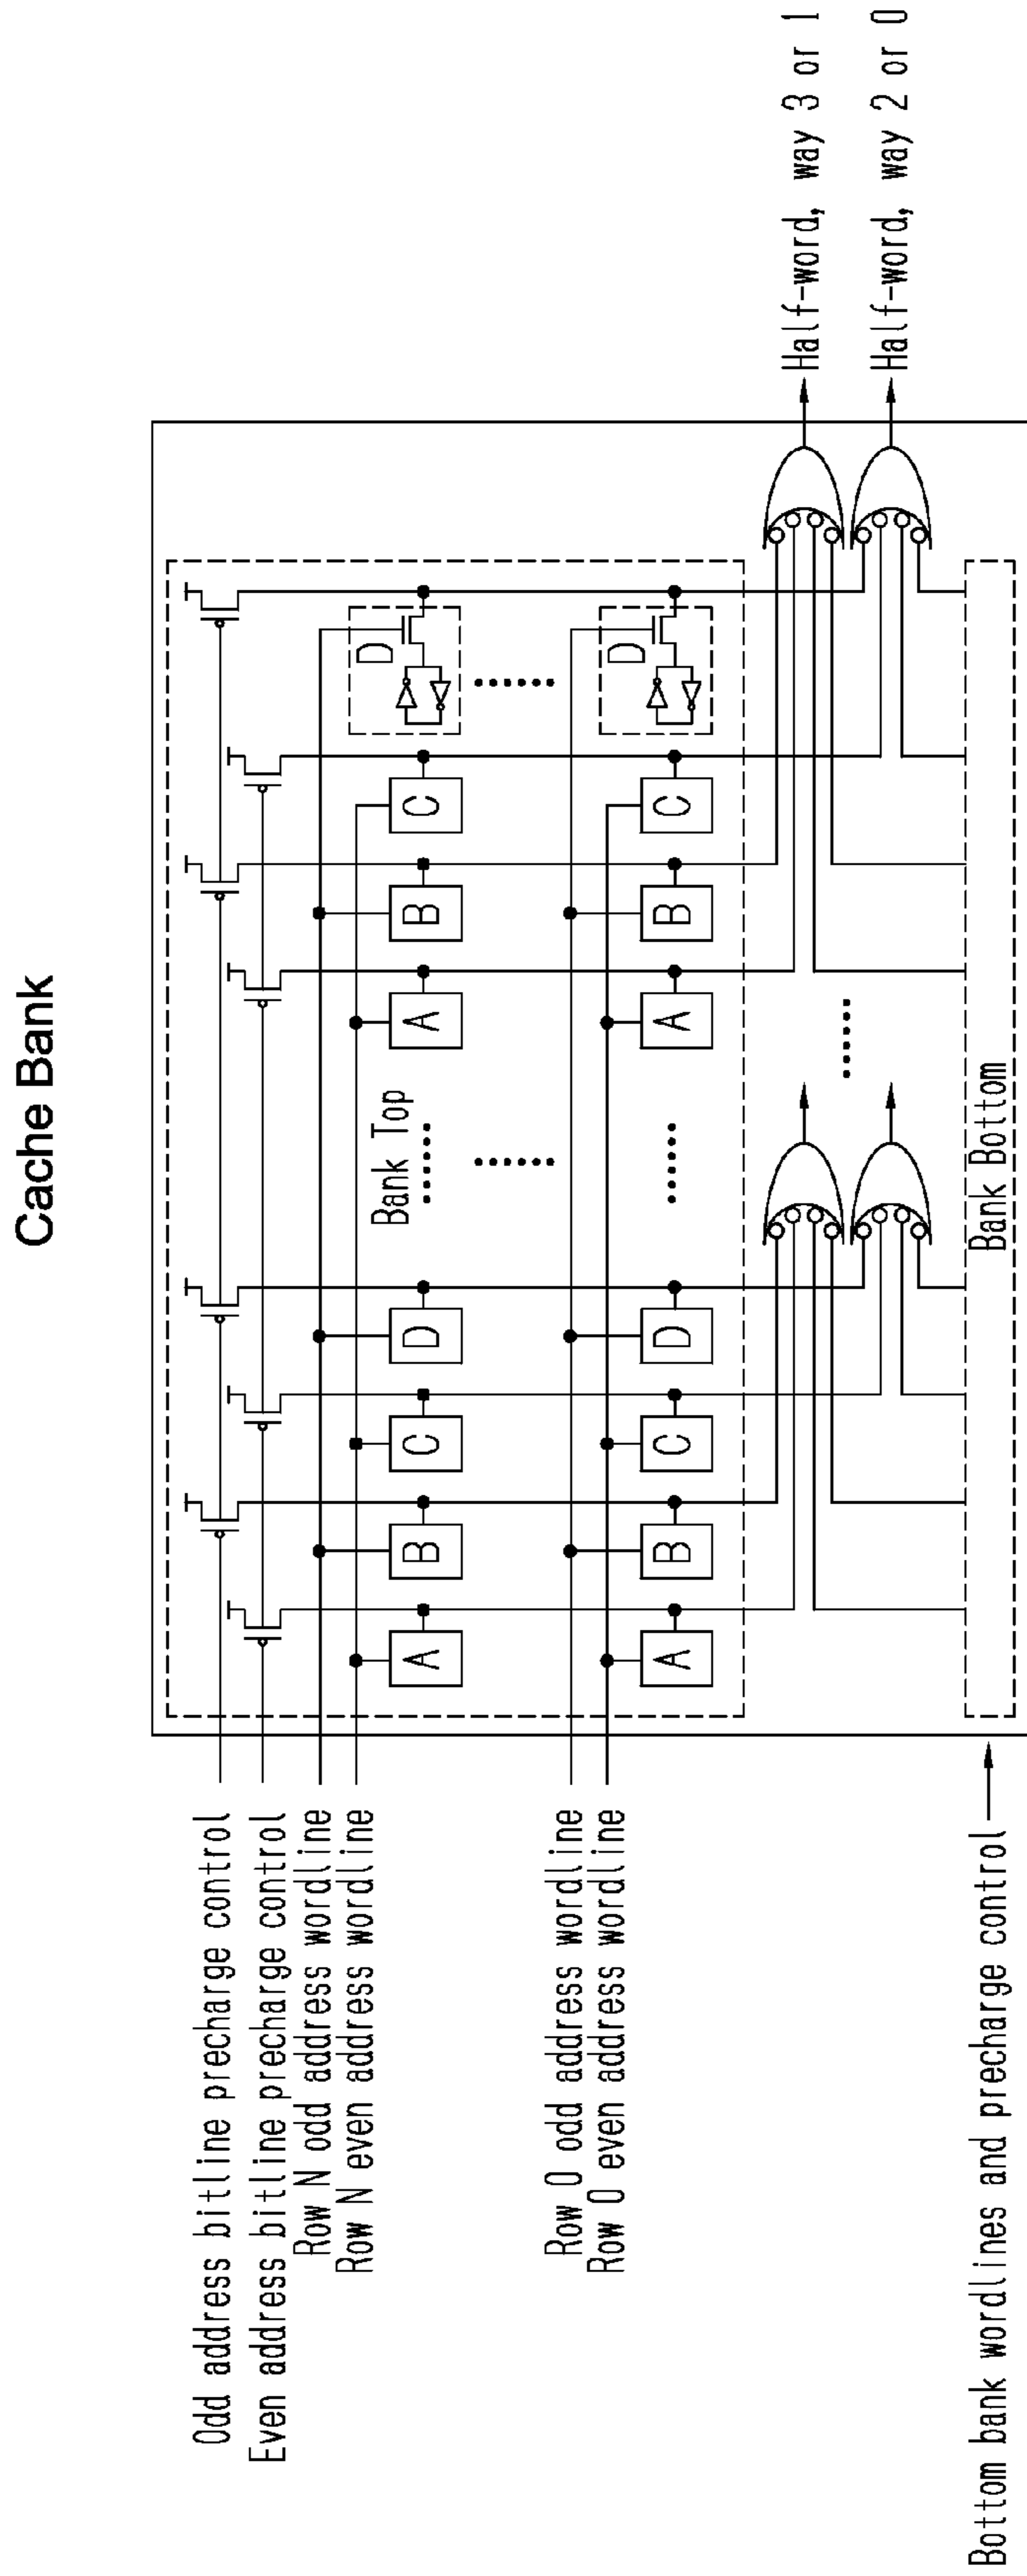 Cache Bank
Odd address bitline precharge control
Even address bitline precharge control
Row N odd address wordline
Row N even address wordline
Bank Top
A B C D A B C D
Row 0 odd address wordline
Row 0 even address wordline
A B C D A B C D
Half-word, way 3 or 1
Half-word, way 2 or 0
Bottom bank wordlines and precharge control
Bank Bottom